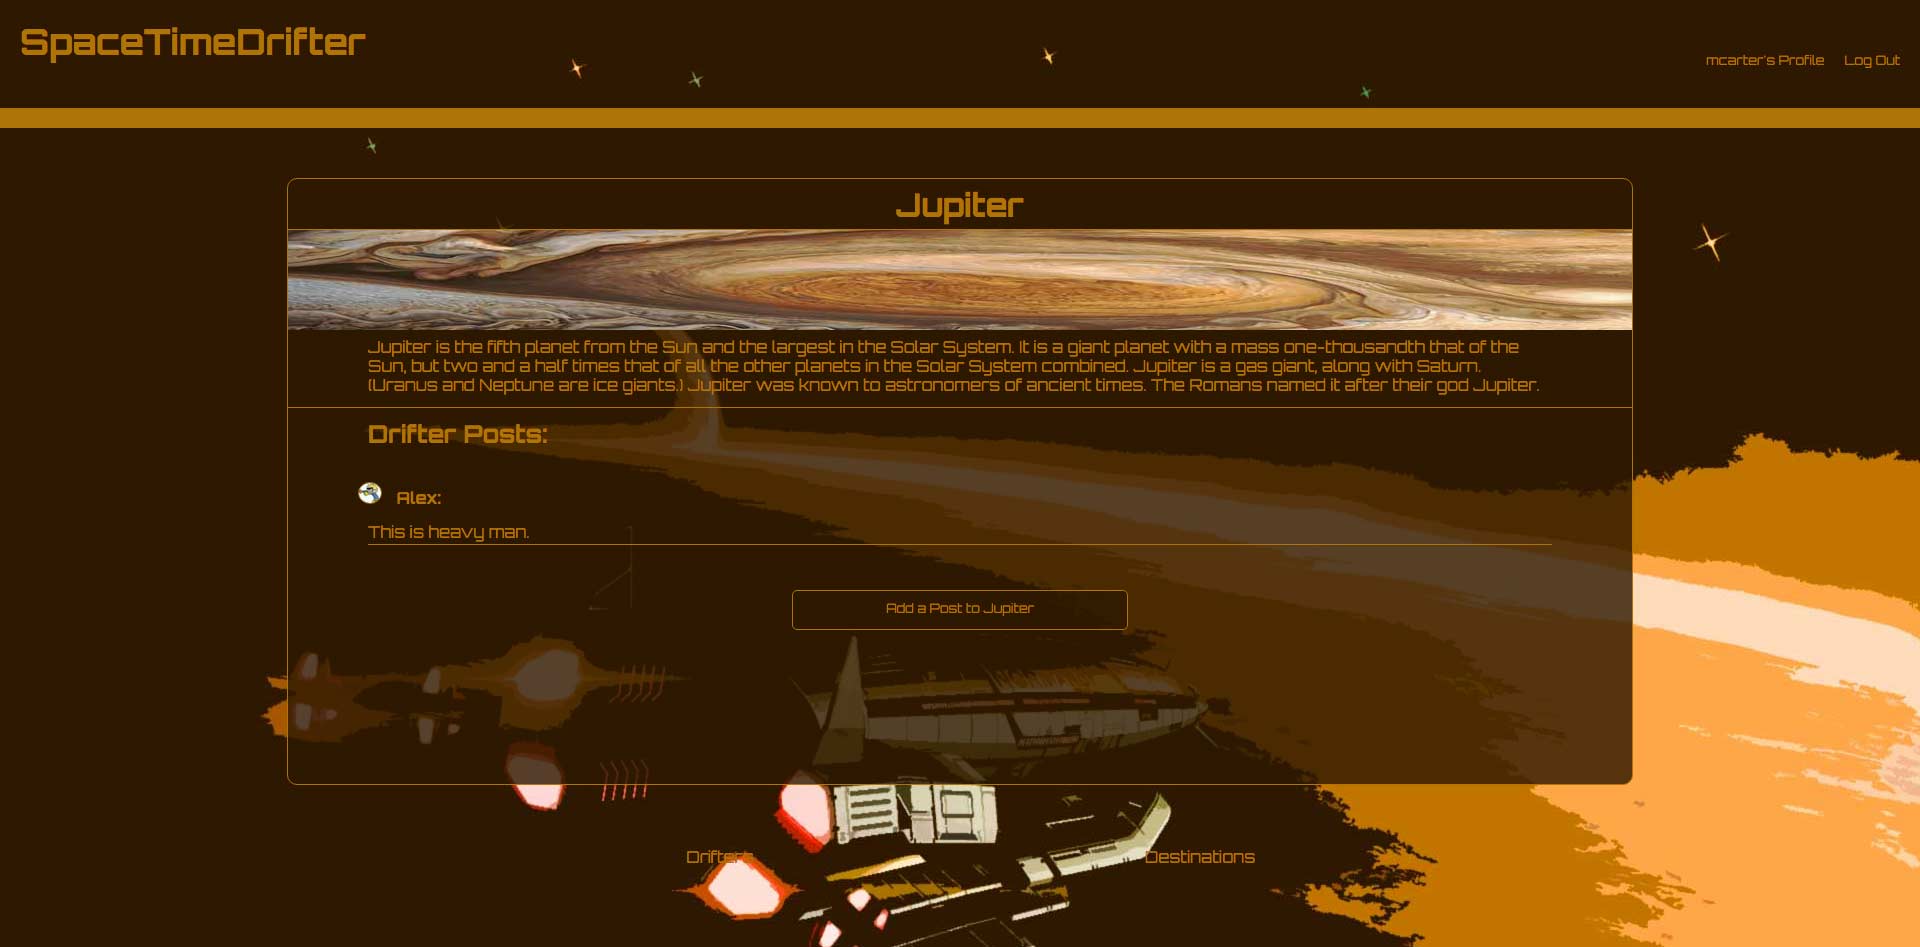 SpaceTimeDrifter
mcarter's Profile Log Out
Jupiter
Jupiter is the fifth planet from the Sun and the largest in the Solar System. It is a giant planet with a mass one-thousandth that of the
Sun, but two and a half times that of all the other planets in the Solar System combined. Jupiter is a gas giant, along with Saturn.
(Uranus and Neptune are ice giants.) Jupiter was known to astronomers of ancient times. The Romans named it after their god Jupiter.
Drifter Posts:
Alex:
This is heavy man.
Add a Post to Jupiter
Drifters Destinations